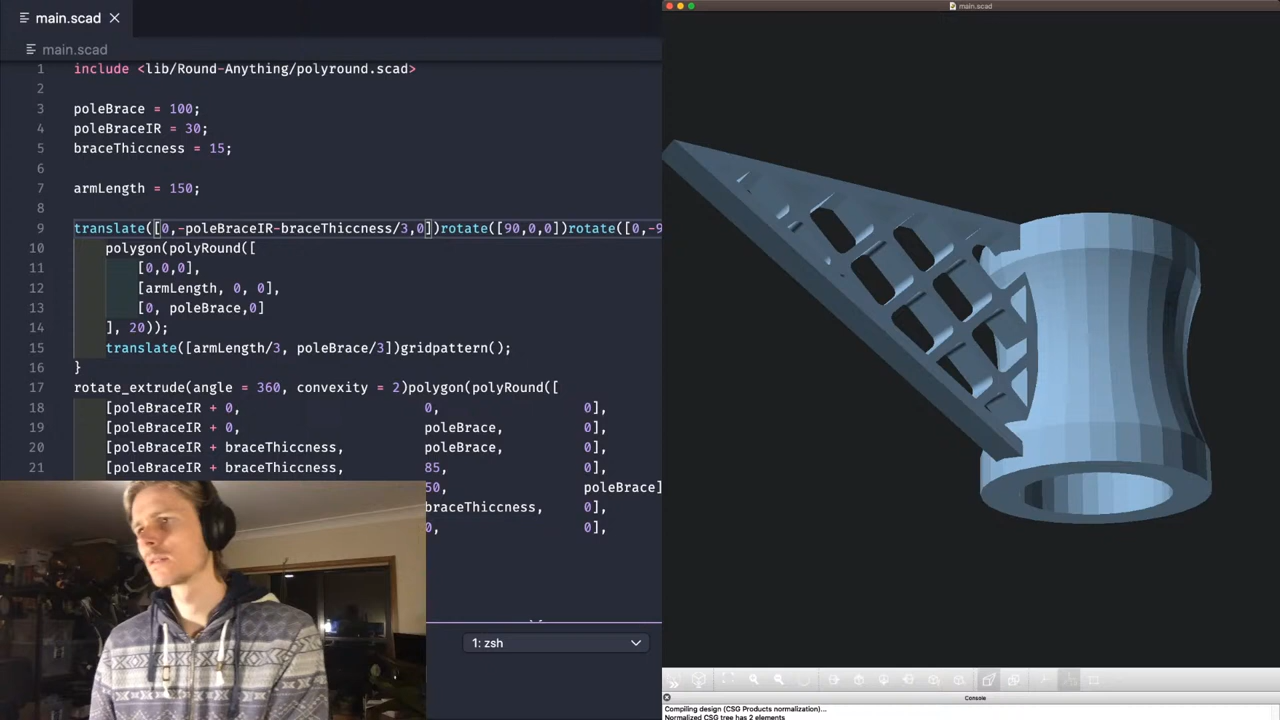 main.scad
main.scad
1 include <lib/Round-Anything/polyround.scad>
2
3 poleBrace = 100;
4 poleBraceIR = 30;
5 braceThiccness = 15;
6
7 armLength = 150;
8
9 translate([0,-poleBraceIR-braceThiccness/3,0])rotate([90,0,0])rotate([0,-9
10 polygon(polyRound([
11 [0,0,0],
12 [armLength, 0, 0],
13 [0, poleBrace,0]
14 ], 20));
15 translate([armLength/3, poleBrace/3])gridpattern();
16 }
17 rotate_extrude(angle = 360, convexity = 2)polygon(polyRound([
18 [poleBraceIR + 0, 0, 0],
19 [poleBraceIR + 0, poleBrace, 0],
20 [poleBraceIR + braceThiccness, poleBrace, 0],
21 [poleBraceIR + braceThiccness, 85, 0],
50, poleBrace]
braceThiccness, 0],
0, 0],
1: zsh
main.scad
Console
Compiling design (CSG Products normalization)...
Normalized CSG tree has 2 elements